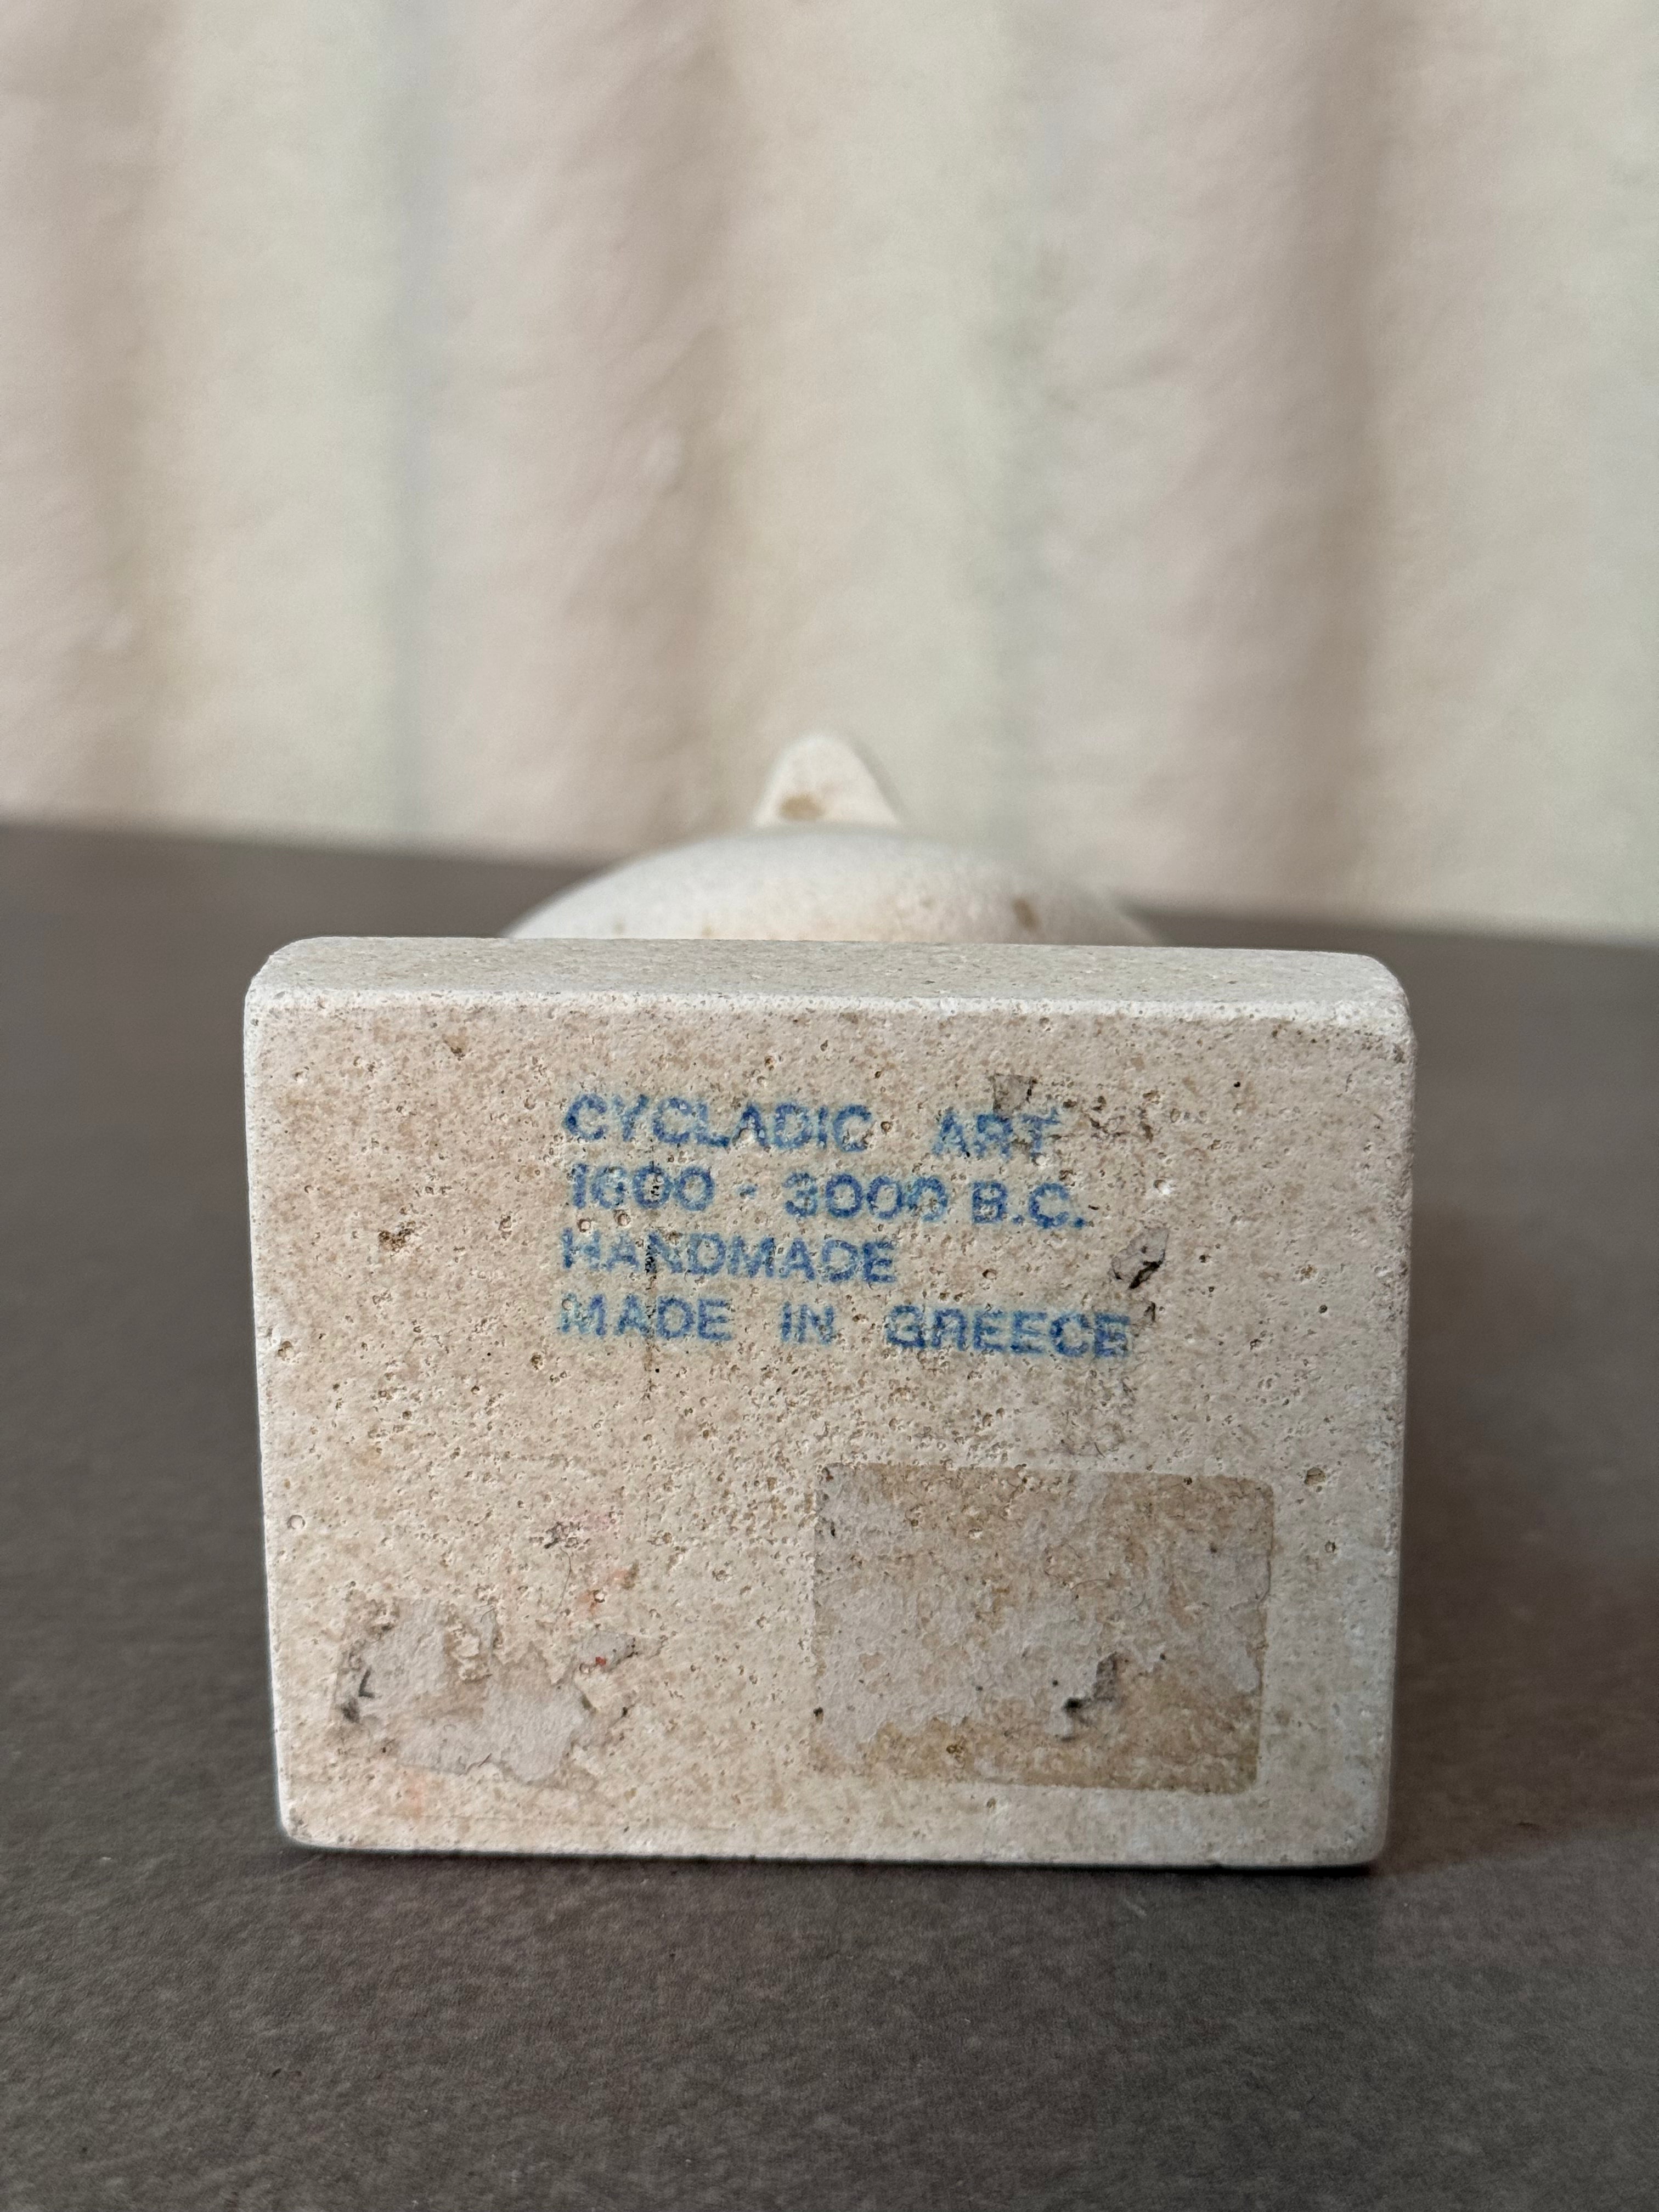 CYCLADIC ART
1600 - 3000 B.C.
HANDMADE
MADE IN GREECE